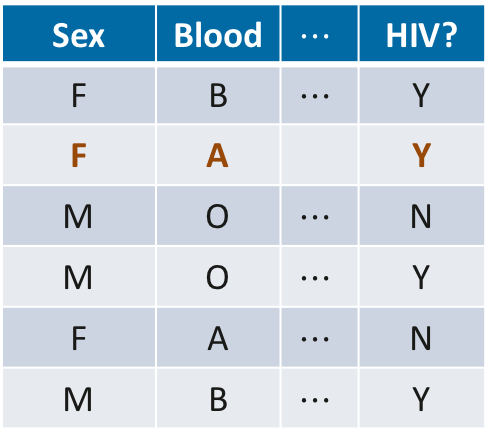 Sex Blood ⋯ HIV?
F B ⋯ Y
F A Y
M O ⋯ N
M O ⋯ Y
F A ⋯ N
M B ⋯ Y